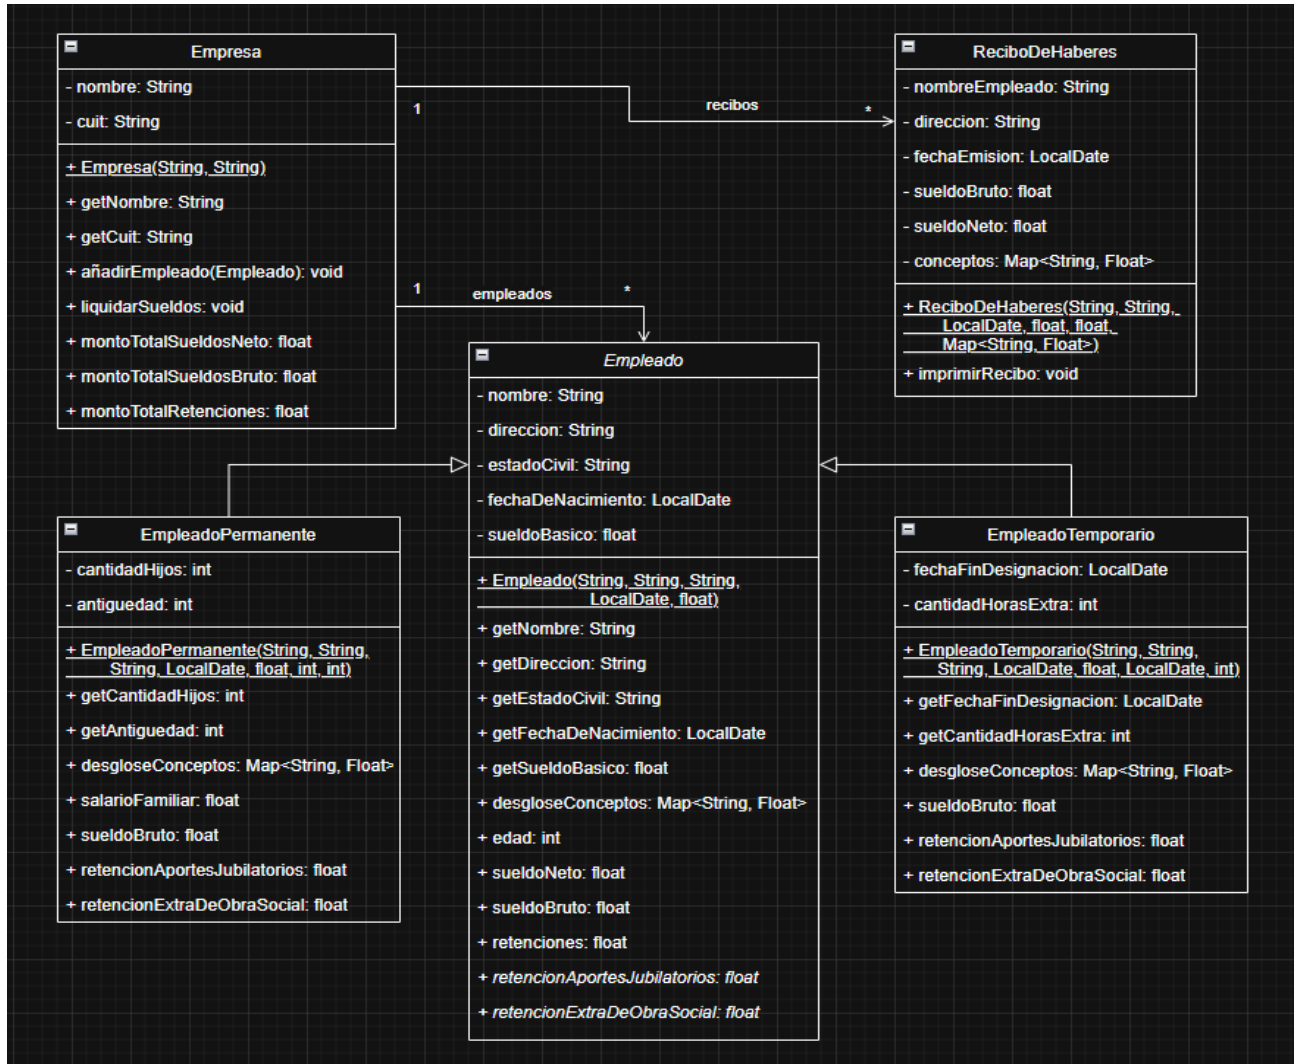 Empresa
- nombre: String
- cuit: String
+ Empresa(String, String)
+ getNombre: String
+ getCuit: String
+ añadirEmpleado(Empleado): void
+ liquidarSueldos: void
+ montoTotalSueldosNeto: float
+ montoTotalSueldosBruto: float
+ montoTotalRetenciones: float
1
recibos
*
1
empleados
*
ReciboDeHaberes
- nombreEmpleado: String
- direccion: String
- fechaEmision: LocalDate
- sueldoBruto: float
- sueldoNeto: float
- conceptos: Map<String, Float>
+ ReciboDeHaberes(String, String,
LocalDate, float, float,
Map<String, Float>)
+ imprimirRecibo: void
Empleado
- nombre: String
- direccion: String
- estadoCivil: String
- fechaDeNacimiento: LocalDate
- sueldoBasico: float
+ Empleado(String, String, String,
LocalDate, float)
+ getNombre: String
+ getDireccion: String
+ getEstadoCivil: String
+ getFechaDeNacimiento: LocalDate
+ getSueldoBasico: float
+ desgloseConceptos: Map<String, Float>
+ edad: int
+ sueldoNeto: float
+ sueldoBruto: float
+ retenciones: float
+ retencionAportesJubilatorios: float
+ retencionExtraDeObraSocial: float
EmpleadoPermanente
- cantidadHijos: int
- antiguedad: int
+ EmpleadoPermanente(String, String,
String, LocalDate, float, int, int)
+ getCantidadHijos: int
+ getAntiguedad: int
+ desgloseConceptos: Map<String, Float>
+ salarioFamiliar: float
+ sueldoBruto: float
+ retencionAportesJubilatorios: float
+ retencionExtraDeObraSocial: float
EmpleadoTemporario
- fechaFinDesignacion: LocalDate
- cantidadHorasExtra: int
+ EmpleadoTemporario(String, String,
String, LocalDate, float, LocalDate, int)
+ getFechaFinDesignacion: LocalDate
+ getCantidadHorasExtra: int
+ desgloseConceptos: Map<String, Float>
+ sueldoBruto: float
+ retencionAportesJubilatorios: float
+ retencionExtraDeObraSocial: float